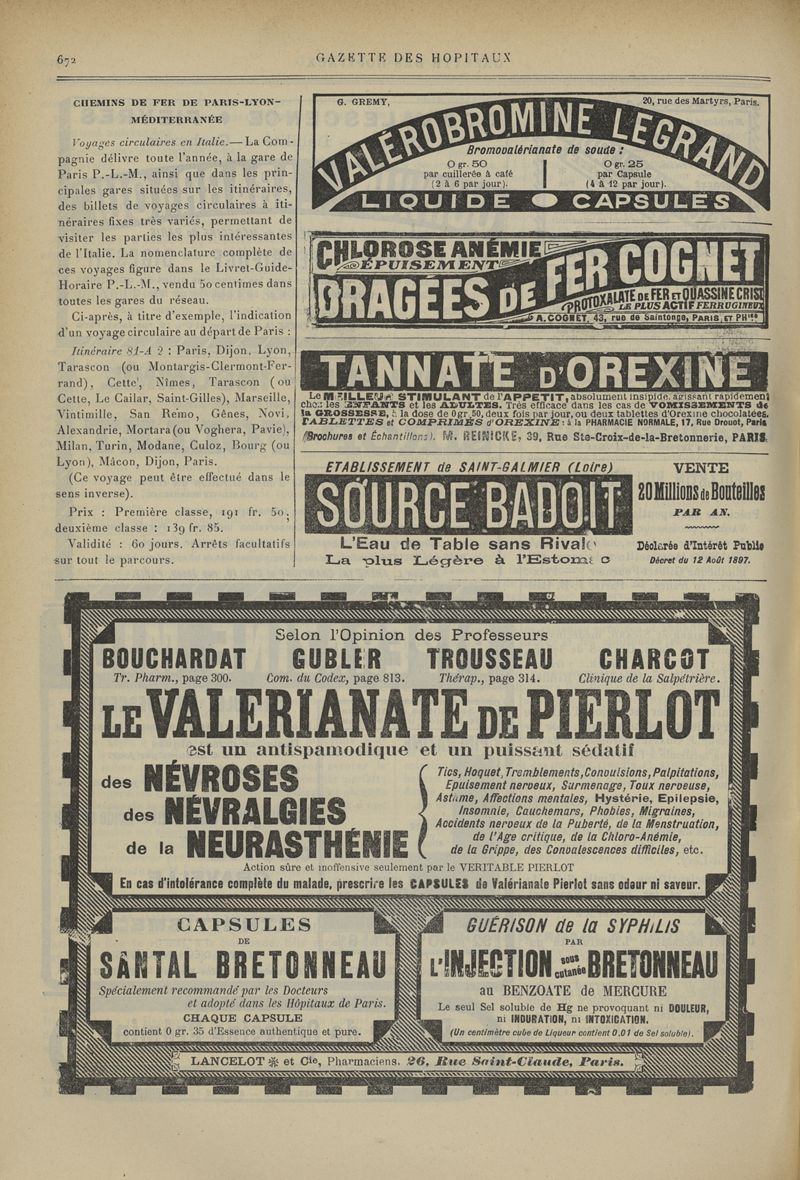 672
GAZETTE DES HOPITAUX
CHEMINS DE FER DE PARIS-LYON-
MÉDITERRANÉE
Voyages circulaires en Italie. — La Com-
pagnie délivre toute l'année, à la gare de
Paris P.-L.-M., ainsi que dans les prin-
cipales gares situées sur les itinéraires,
des billets de voyages circulaires à iti-
néraires fixes très variés, permettant de
visiter les parties les plus intéressantes
de l'Italie. La nomenclature complète de
ces voyages figure dans le Livret-Guide-
Horaire P.-L.-M., vendu 50 centimes dans
toutes les gares du réseau.
Ci-après, à titre d'exemple, l'indication
d'un voyage circulaire au départ de Paris :
Itinéraire 81-A 2 : Paris, Dijon, Lyon,
Tarascon (ou Montargis-Clermont-Fer-
rand), Cette, Nîmes, Tarascon (ou
Cette, Le Cailar, Saint-Gilles), Marseille,
Vintimille, San Remo, Gênes, Novi,
Alexandrie, Mortara (ou Voghera, Pavie),
Milan, Turin, Modane, Culoz, Bourg (ou
Lyon), Mâcon, Dijon, Paris.
(Ce voyage peut être effectué dans le
sens inverse).
Prix : Première classe, 191 fr. 50;
deuxième classe : 139 fr. 85.
Validité : 60 jours. Arrêts facultatifs
sur tout le parcours.
G. GREMY,
20, rue des Martyrs, Paris.
VALÉROBROMINE LEGRAND
Bromovalérianate de soude :
0 gr. 50
par cuillerée à café
(2 à 6 par jour).
0 gr. 25
par Capsule
(4 à 12 par jour).
LIQUIDE CAPSULES
CHLOROSE ANÉMIE
ÉPUISEMENT
DRAGÉES DE FER COGNET
PROTOXALATE DE FER ET QUASSINE CRIST
LE PLUS ACTIF FERRUGINEUX
A. COGNET, 43, rue de Saintonge, PARIS, ET PHies
TANNATE D'OREXINE
Le MEILLEUR STIMULANT de l'APPETIT, absolument insipide, agissant rapidement
chez les ENFANTS et les ADULTES. Très efficace dans les cas de VOMISSEMENTS de
la GROSSESSE, à la dose de 0gr.50, deux fois par jour, ou deux tablettes d'Orexine chocolatées.
TABLETTES et COMPRIMÉS d'OREXINE : à la PHARMACIE NORMALE, 17, Rue Drouot, Paris
(Brochures et Échantillons). M. REINICKE, 39, Rue Ste-Croix-de-la-Bretonnerie, PARIS.
ETABLISSEMENT de SAINT-GALMIER (Loire)
SOURCE BADOIT
L'Eau de Table sans Rivale
La plus Légère à l'Estomac
VENTE
20 Millions de Bouteilles
PAR AN.
Déclarée d'Intérêt Public
Décret du 12 Août 1897.
Selon l'Opinion des Professeurs
BOUCHARDAT GUBLER TROUSSEAU CHARCOT
Tr. Pharm., page 300. Com. du Codex, page 813. Thérap., page 314. Clinique de la Salpétrière.
LE VALERIANATE DE PIERLOT
est un antispamodique et un puissant sédatif
des NÉVROSES
des NÉVRALGIES
de la NEURASTHÉNIE
Tics, Hoquet, Tremblements, Convulsions, Palpitations,
Epuisement nerveux, Surmenage, Toux nerveuse,
Asthme, Affections mentales, Hystérie, Epilepsie,
Insomnie, Cauchemars, Phobies, Migraines,
Accidents nerveux de la Puberté, de la Menstruation,
de l'Age critique, de la Chloro-Anémie,
de la Grippe, des Convalescences difficiles, etc.
Action sûre et inoffensive seulement par le VERITABLE PIERLOT
En cas d'intolérance complète du malade, prescrire les CAPSULES de Valérianate Pierlot sans odeur ni saveur.
CAPSULES
DE
SANTAL BRETONNEAU
Spécialement recommandé par les Docteurs
et adopté dans les Hôpitaux de Paris.
CHAQUE CAPSULE
contient 0 gr. 35 d'Essence authentique et pure.
GUÉRISON de la SYPHILIS
PAR
L'INJECTION sous cutanée BRETONNEAU
au BENZOATE de MERCURE
Le seul Sel soluble de Hg ne provoquant ni DOULEUR,
ni INDURATION, ni INTOXICATION.
(Un centimètre cube de Liqueur contient 0.01 de Sel soluble).
LANCELOT et Cie, Pharmaciens, 26, Rue Saint-Claude, Paris.